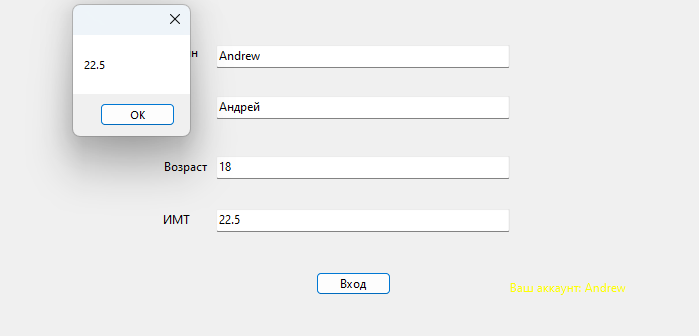 22.5
OK
н
Andrew
Андрей
Возраст
18
ИМТ
22.5
Вход
Ваш аккаунт: Andrew